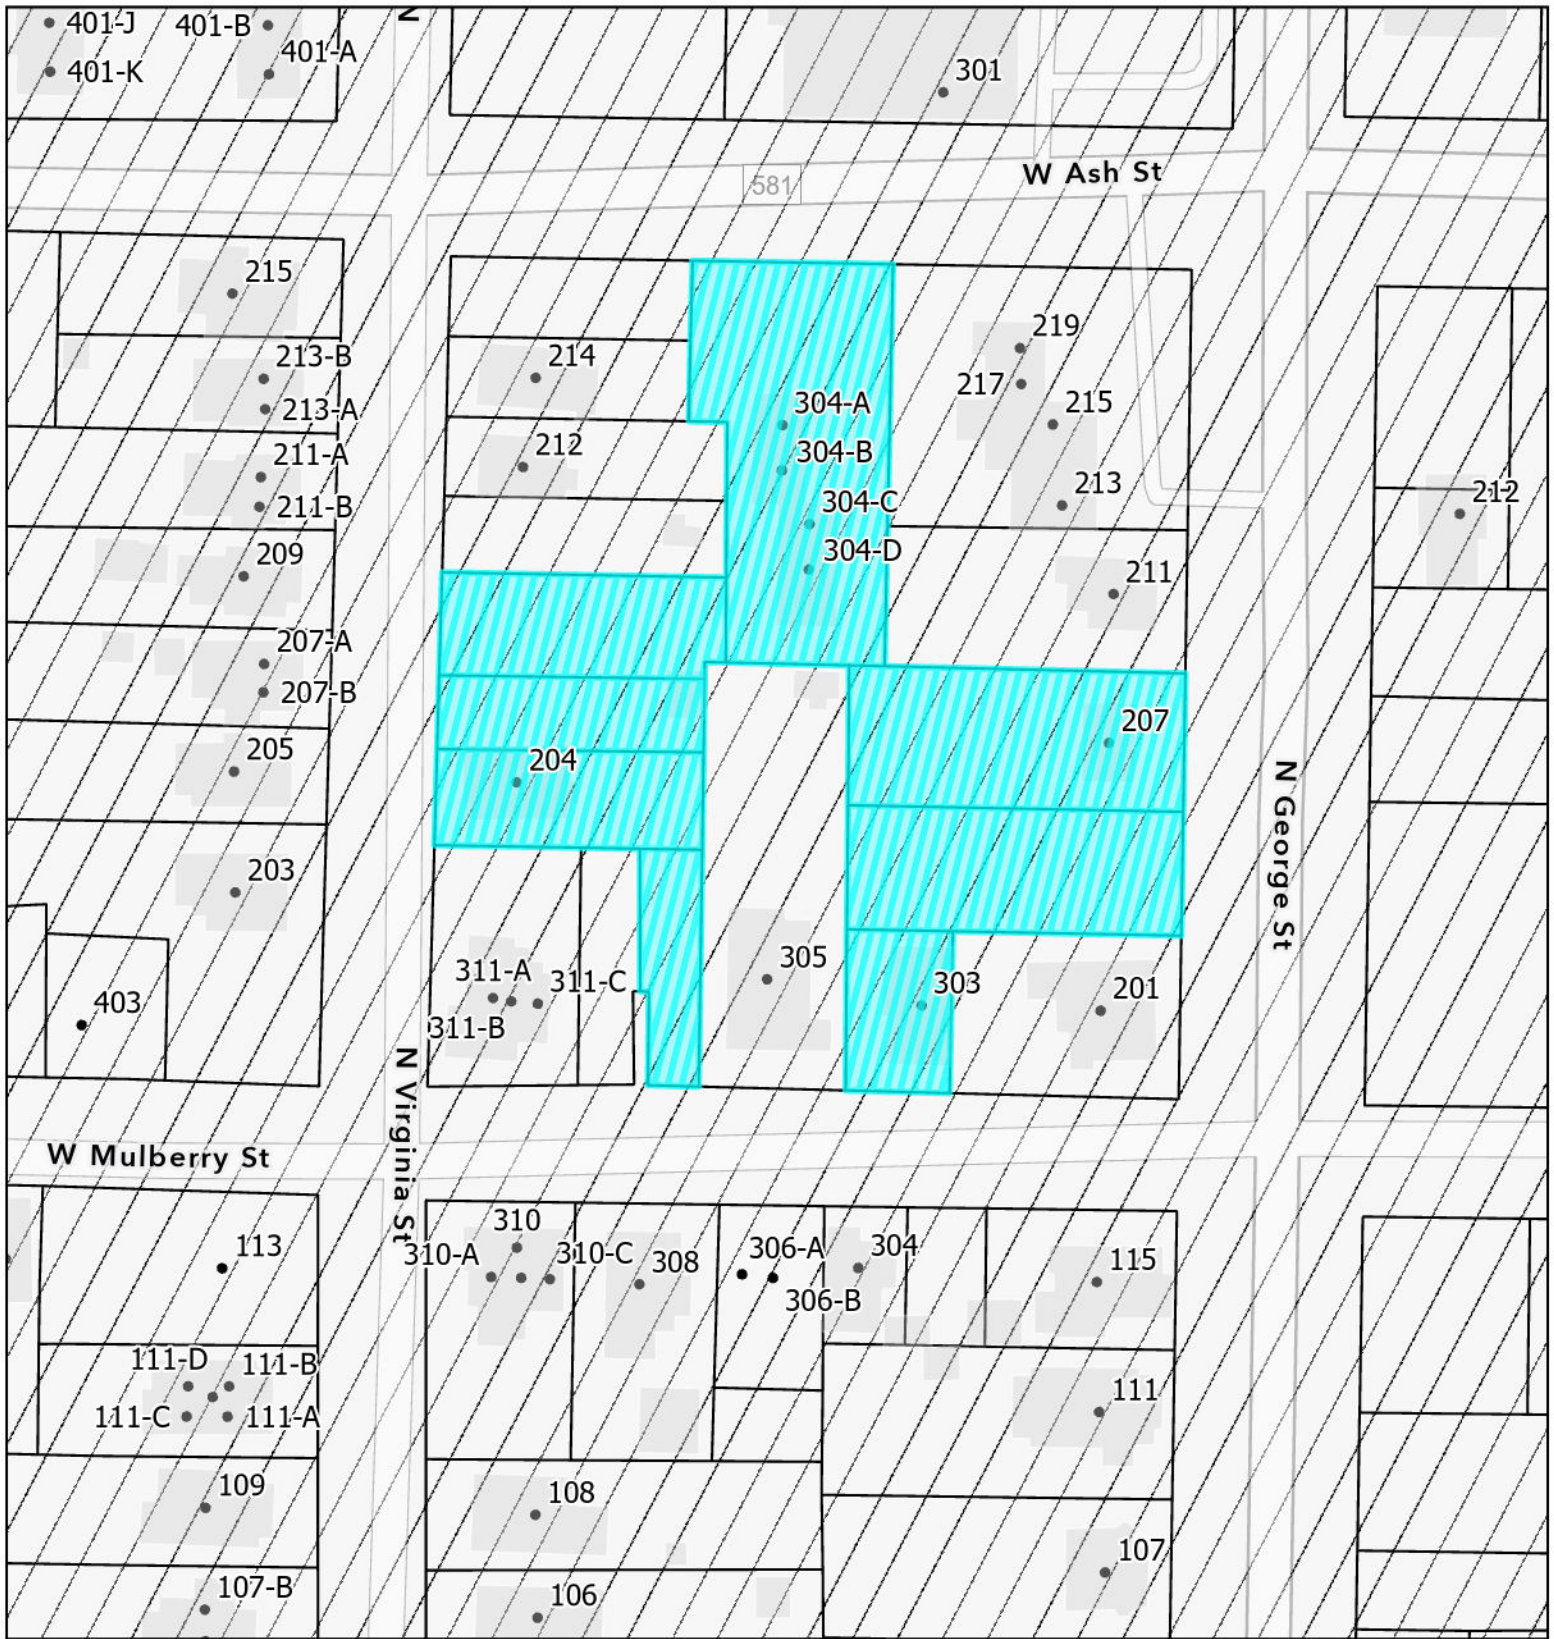 401-J
401-B
N
401-A
401-K
301
W Ash St
581
215
219
213-B
214
217
213-A
304-A
215
212
211-A
304-B
213
212
211-B
304-C
209
304-D
211
207-A
207-B
207
205
204
N George St
203
305
311-A
311-C
303
201
403
311-B
N Virginia St
W Mulberry St
310
113
310-A
310-C
308
306-A
304
115
306-B
111-D
111-B
111-C
111-A
111
109
108
107
107-B
106